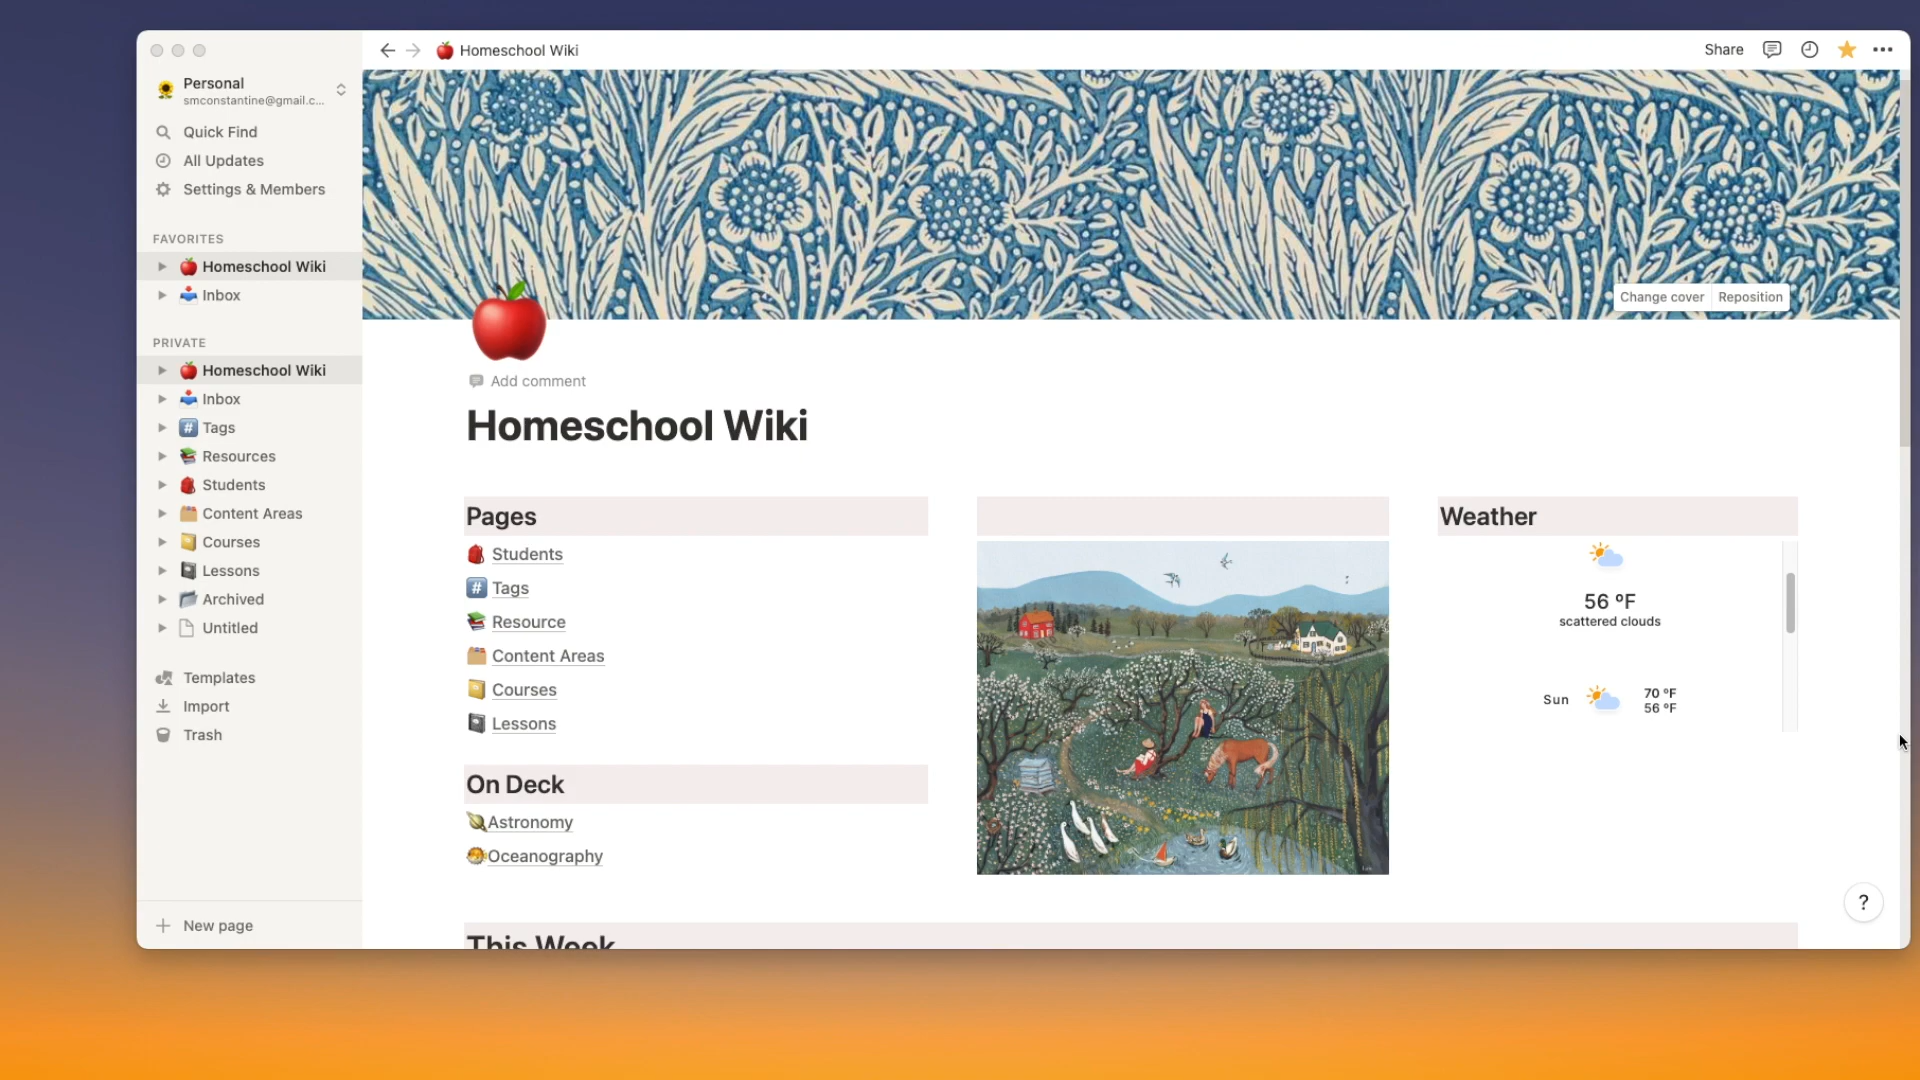 Homeschool Wiki
Share
Personal
smconstantine@gmail.c...
Quick Find
All Updates
Settings & Members
FAVORITES
Homeschool Wiki
Inbox
PRIVATE
Homeschool Wiki
Inbox
# Tags
Resources
Students
Content Areas
Courses
Lessons
Archived
Untitled
Templates
Import
Trash
New page
Change cover
Reposition
Add comment
Homeschool Wiki
Pages
Students
# Tags
Resource
Content Areas
Courses
Lessons
On Deck
Astronomy
Oceanography
Weather
56 ºF
scattered clouds
Sun
70 ºF
56 ºF
This Week
?